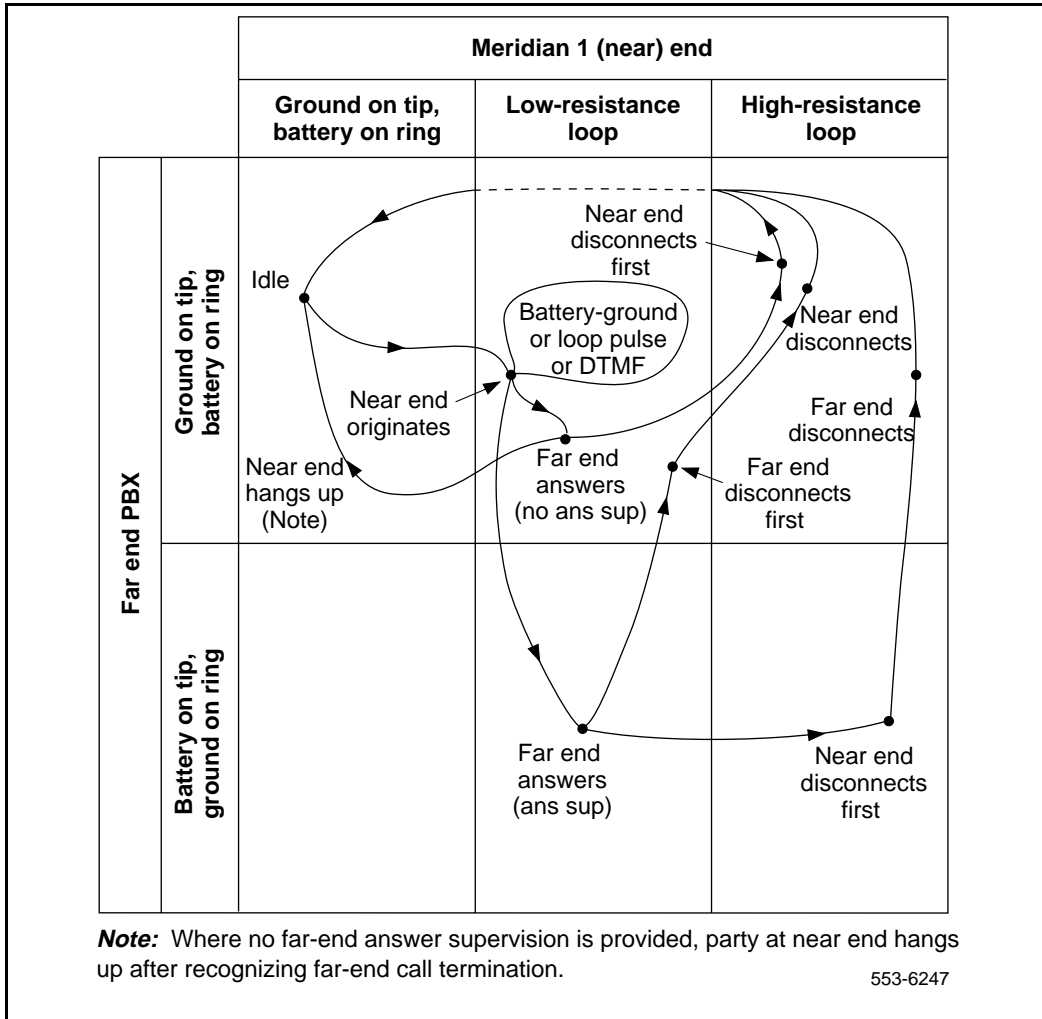 Meridian 1 (near) end
Ground on tip,
battery on ring
Low-resistance
loop
High-resistance
loop
Far end PBX
Ground on tip,
battery on ring
Battery on tip,
ground on ring
Idle
Near end
disconnects
first
Battery-ground
or loop pulse
or DTMF
Near end
disconnects
Near end
originates
Far end
disconnects
Near end
hangs up
(Note)
Far end
answers
(no ans sup)
Far end
disconnects
first
Far end
answers
(ans sup)
Near end
disconnects
first
Note: Where no far-end answer supervision is provided, party at near end hangs
up after recognizing far-end call termination.
553-6247